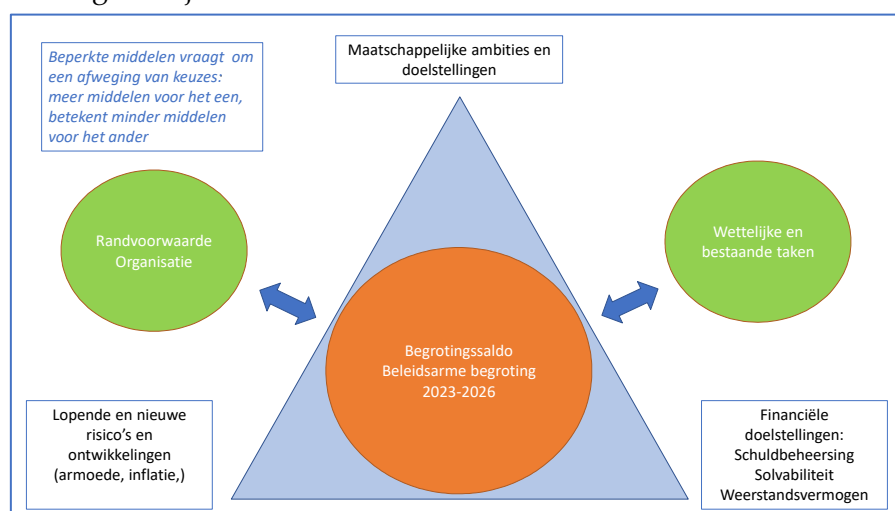 Beperkte middelen vraagt om
een afweging van keuzes:
meer middelen voor het een,
betekent minder middelen
voor het ander
Maatschappelijke ambities en
doelstellingen
Randvoorwaarde
Organisatie
Wettelijke en
bestaande taken
Begrotingssaldo
Beleidsarme begroting
2023-2026
Lopende en nieuwe
risico's en
ontwikkelingen
(armoede, inflatie,)
Financiële
doelstellingen:
Schuldbeheersing
Solvabiliteit
Weerstandsvermogen